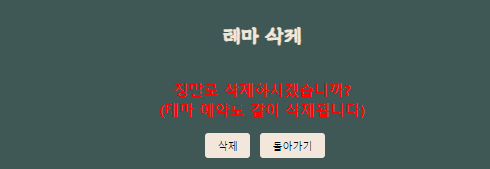 테마 삭제
정말로 삭제하시겠습니까?
(테마 예약도 같이 삭제됩니다)
삭제
돌아가기